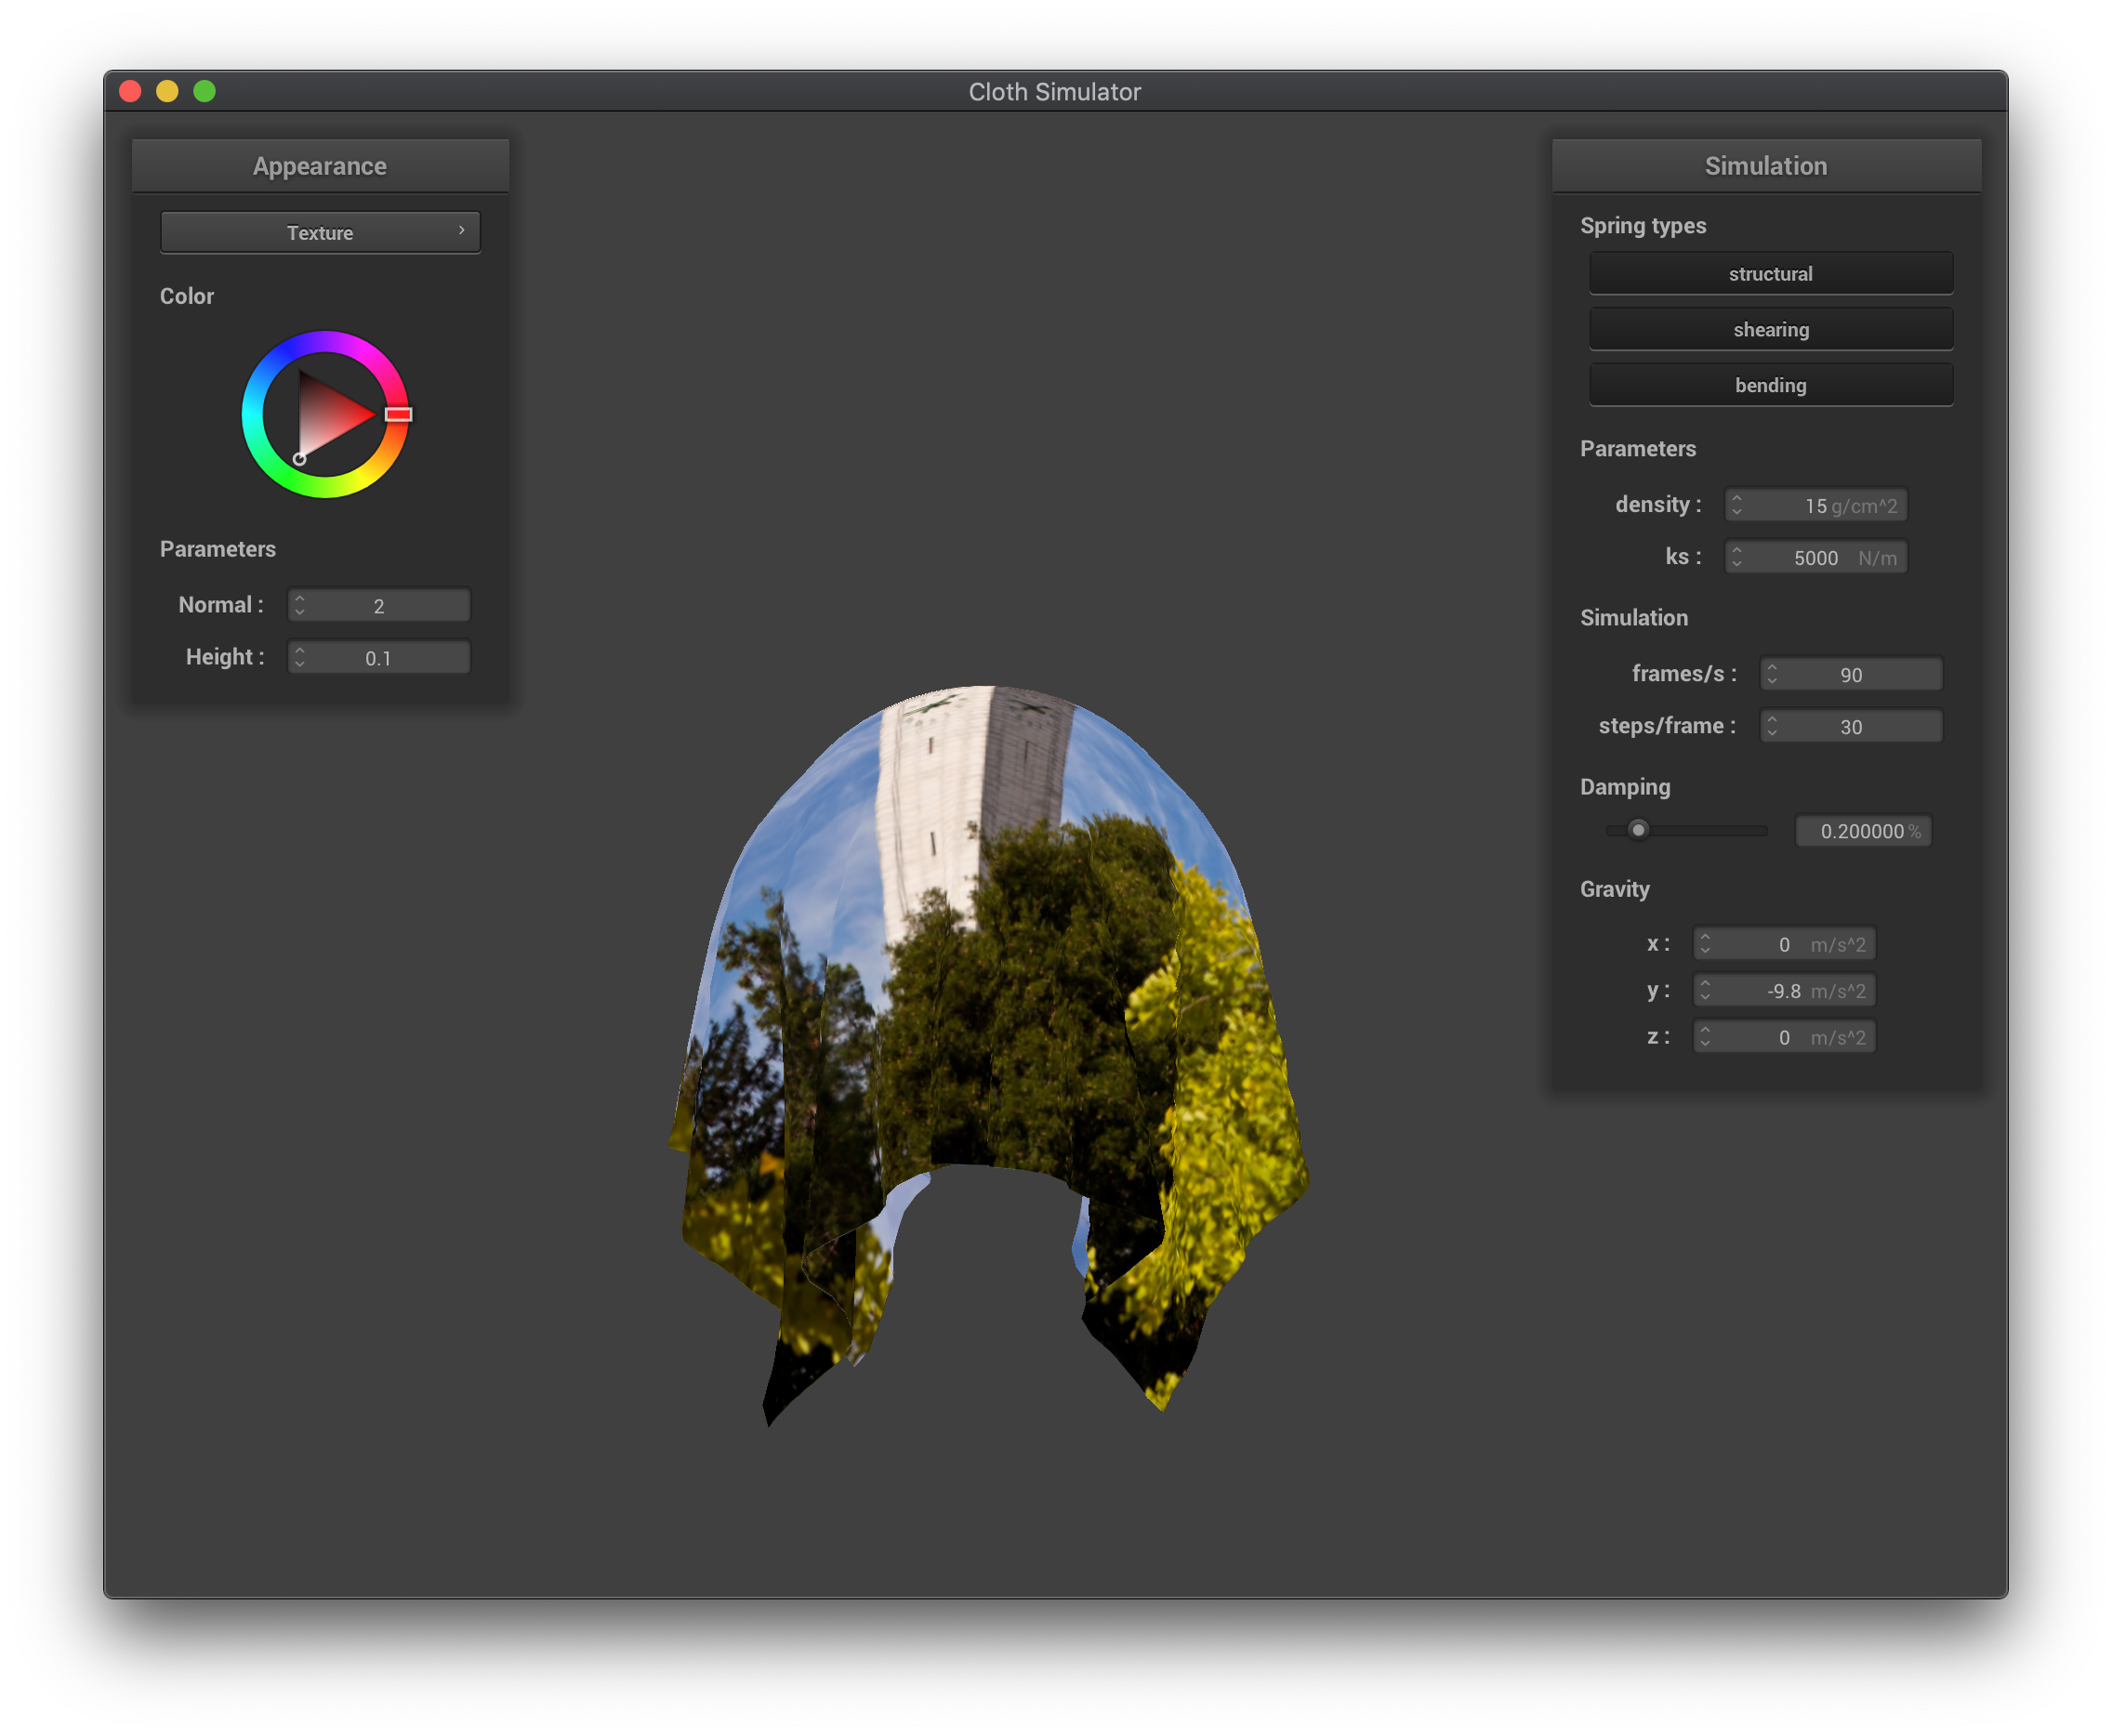 Cloth Simulator
Appearance
Texture
Color
Parameters
Normal : 2
Height : 0.1
Simulation
Spring types
structural
shearing
bending
Parameters
density : 15 g/cm^2
ks : 5000 N/m
Simulation
frames/s : 90
steps/frame : 30
Damping
0.200000 %
Gravity
x : 0 m/s^2
y : -9.8 m/s^2
z : 0 m/s^2